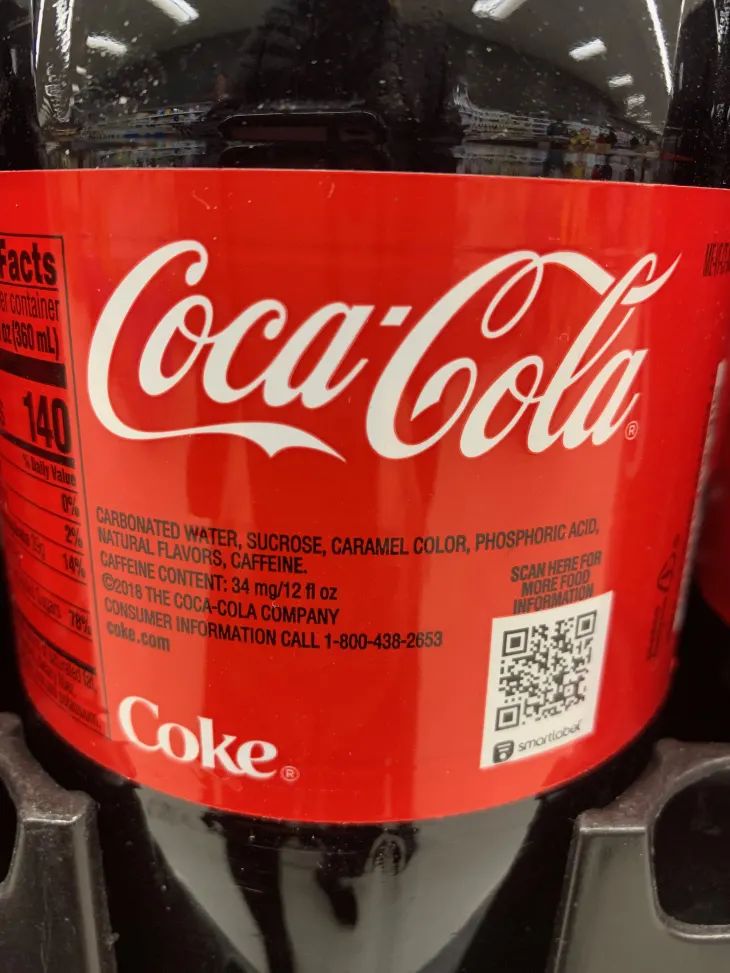 Facts
er container
oz (360 mL)
140
% Daily Value
0%
2%
14%
78%
Coca-Cola®
CARBONATED WATER, SUCROSE, CARAMEL COLOR, PHOSPHORIC ACID,
NATURAL FLAVORS, CAFFEINE.
CAFFEINE CONTENT: 34 mg/12 fl oz
©2018 THE COCA-COLA COMPANY
CONSUMER INFORMATION CALL 1-800-438-2653
coke.com
SCAN HERE FOR
MORE FOOD
INFORMATION
smartlabel
Coke®